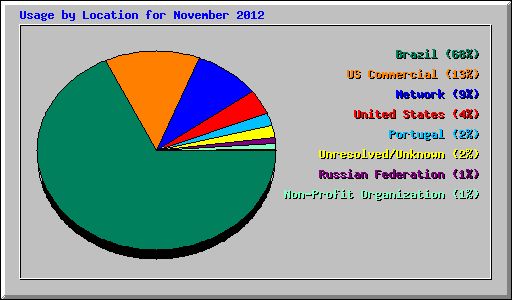 Usage by Location for November 2012
Brazil (68%)
US Commercial (13%)
Network (9%)
United States (4%)
Portugal (2%)
Unresolved/Unknown (2%)
Russian Federation (1%)
Non-Profit Organization (1%)